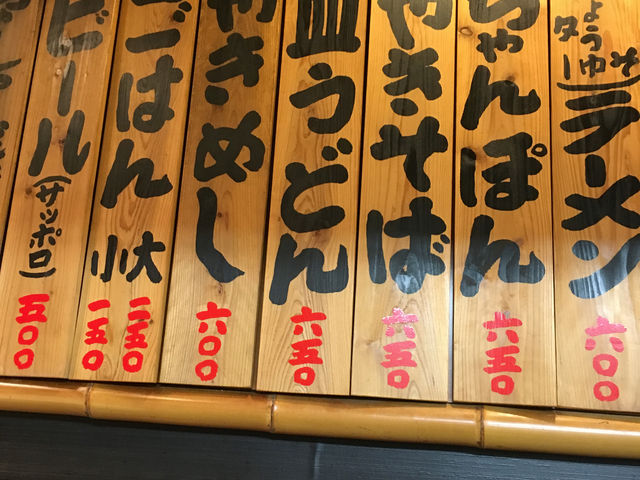 ラーメン 六〇〇
ちゃんぽん 六五〇
やきそば 六五〇
皿うどん 六五〇
きめし 六〇〇
ごはん 大 二五〇
小 一五〇
ビール(サッポロ) 五〇〇